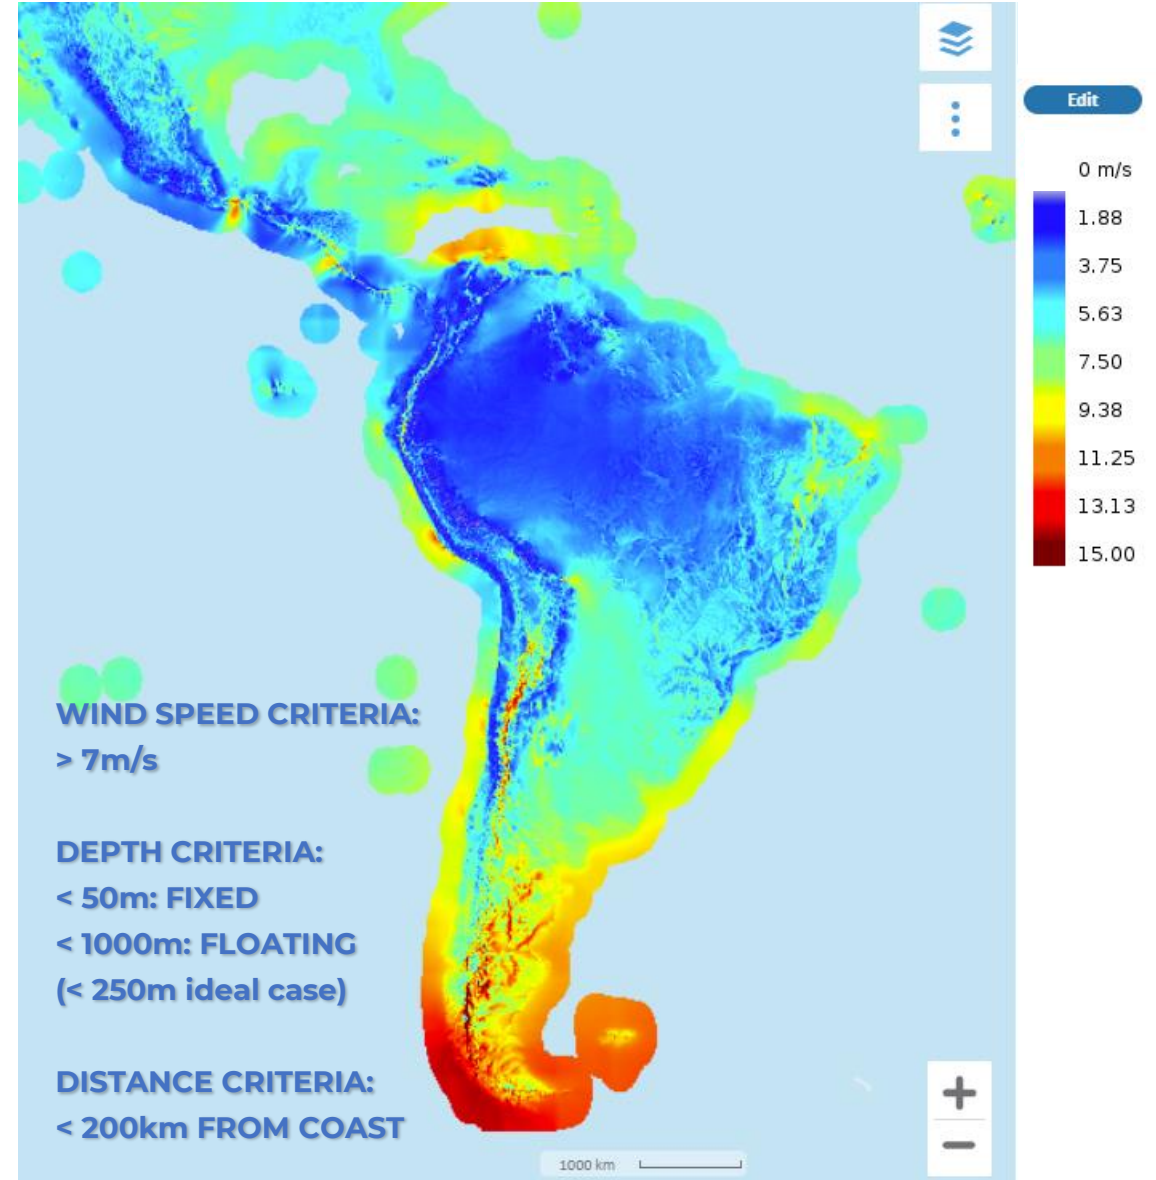 Edit
0 m/s
1.88
3.75
5.63
7.50
9.38
11.25
13.13
15.00
WIND SPEED CRITERIA:
> 7m/s
DEPTH CRITERIA:
< 50m: FIXED
< 1000m: FLOATING
(< 250m ideal case)
DISTANCE CRITERIA:
< 200km FROM COAST
1000 km